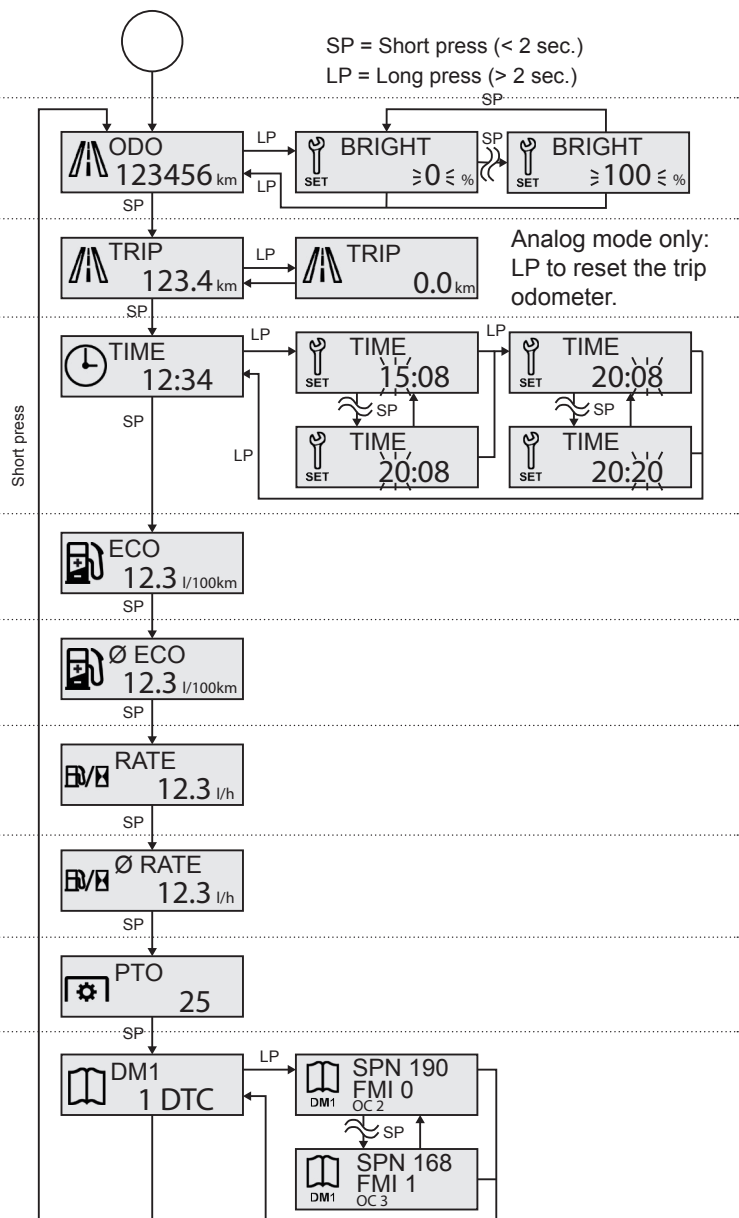 SP = Short press (< 2 sec.)
LP = Long press (> 2 sec.)
SP
ODO
123456 km
LP
LP
BRIGHT
0 %
SET
SP
BRIGHT
100 %
SET
SP
TRIP
123.4 km
LP
TRIP
0.0 km
Analog mode only:
LP to reset the trip
odometer.
SP
TIME
12:34
LP
TIME
15:08
SET
SP
TIME
20:08
SET
LP
TIME
20:08
SET
SP
TIME
20:20
SET
LP
SP
Short press
ECO
12.3 l/100km
SP
Ø ECO
12.3 l/100km
SP
RATE
12.3 l/h
SP
Ø RATE
12.3 l/h
SP
PTO
25
SP
DM1
1 DTC
LP
SPN 190
FMI 0
OC 2
DM1
SP
SPN 168
FMI 1
OC 3
DM1